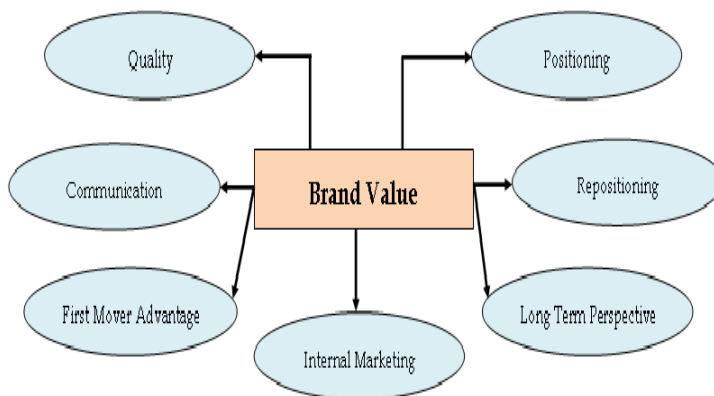 Quality
Positioning
Brand Value
Communication
Repositioning
First Mover Advantage
Long Term Perspective
Internal Marketing